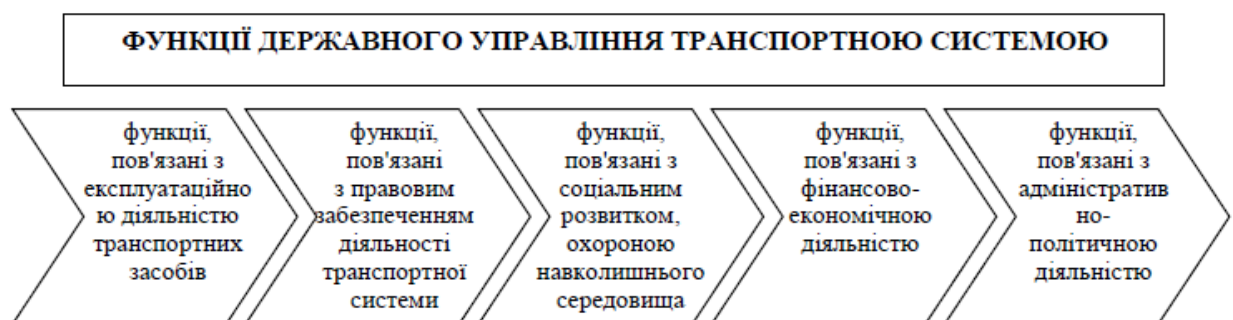 ФУНКЦІЇ ДЕРЖАВНОГО УПРАВЛІННЯ ТРАНСПОРТНОЮ СИСТЕМОЮ
функції,
пов'язані з
експлуатаційно
ю діяльністю
транспортних
засобів
функції,
пов'язані
з правовим
забезпеченням
діяльності
транспортної
системи
функції,
пов'язані з
соціальним
розвитком,
охороною
навколишнього
середовища
функції,
пов'язані з
фінансово-
економічною
діяльністю
функції,
пов'язані з
адміністратив
но-
політичною
діяльністю